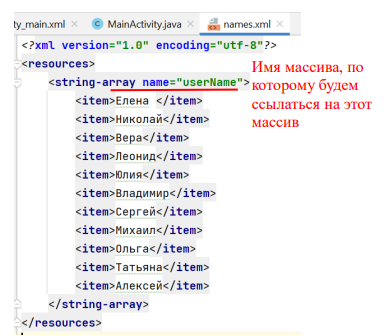 ty_main.xml × MainActivity.java × names.xml ×
<?xml version="1.0" encoding="utf-8"?>
<resources>
<string-array name="userName">
<item>Елена </item>
<item>Николай</item>
<item>Вера</item>
<item>Леонид</item>
<item>Юлия</item>
<item>Владимир</item>
<item>Сергей</item>
<item>Михаил</item>
<item>Ольга</item>
<item>Татьяна</item>
<item>Алексей</item>
</string-array>
</resources>
Имя массива, по
которому будем
ссылаться на этот
массив